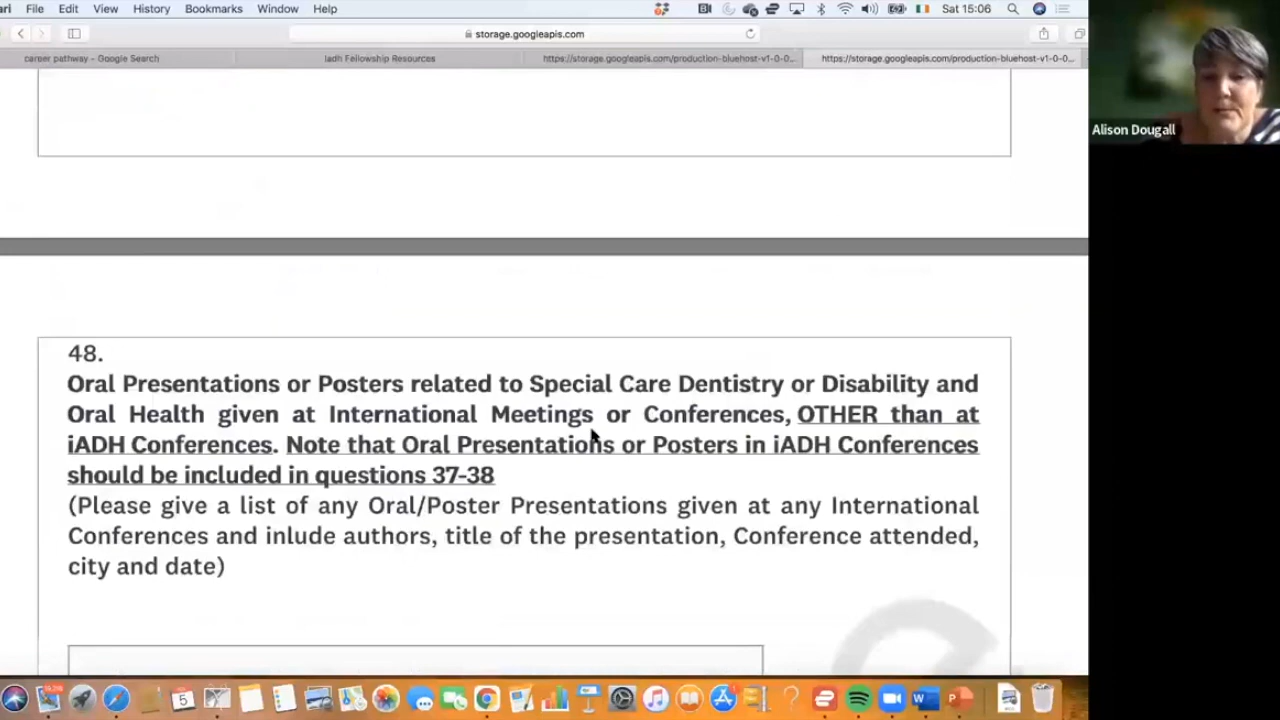 ari File Edit View History Bookmarks Window Help Sat 15:06
storage.googleapis.com
career pathway - Google Search
Iadh Fellowship Resources
https://storage.googleapis.com/production-bluehost-v1-0-0...
https://storage.googleapis.com/production-bluehost-v1-0-0...
Alison Dougall
48.
Oral Presentations or Posters related to Special Care Dentistry or Disability and
Oral Health given at International Meetings or Conferences, OTHER than at
iADH Conferences. Note that Oral Presentations or Posters in iADH Conferences
should be included in questions 37-38
(Please give a list of any Oral/Poster Presentations given at any International
Conferences and inlude authors, title of the presentation, Conference attended,
city and date)
e
5